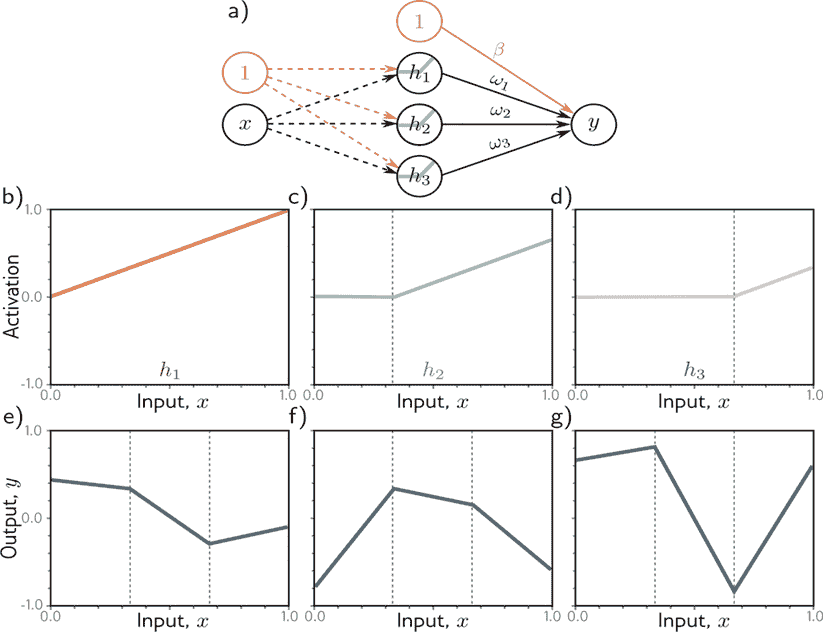 a)
1
1
x
h₁
h₂
h₃
β
ω₁
ω₂
ω₃
y
b)
c)
d)
1.0
0.0
-1.0
Activation
h₁
h₂
h₃
0.0 1.0
0.0 1.0
0.0 1.0
Input, x
Input, x
Input, x
e)
f)
g)
1.0
0.0
-1.0
Output, y
0.0 1.0
0.0 1.0
0.0 1.0
Input, x
Input, x
Input, x